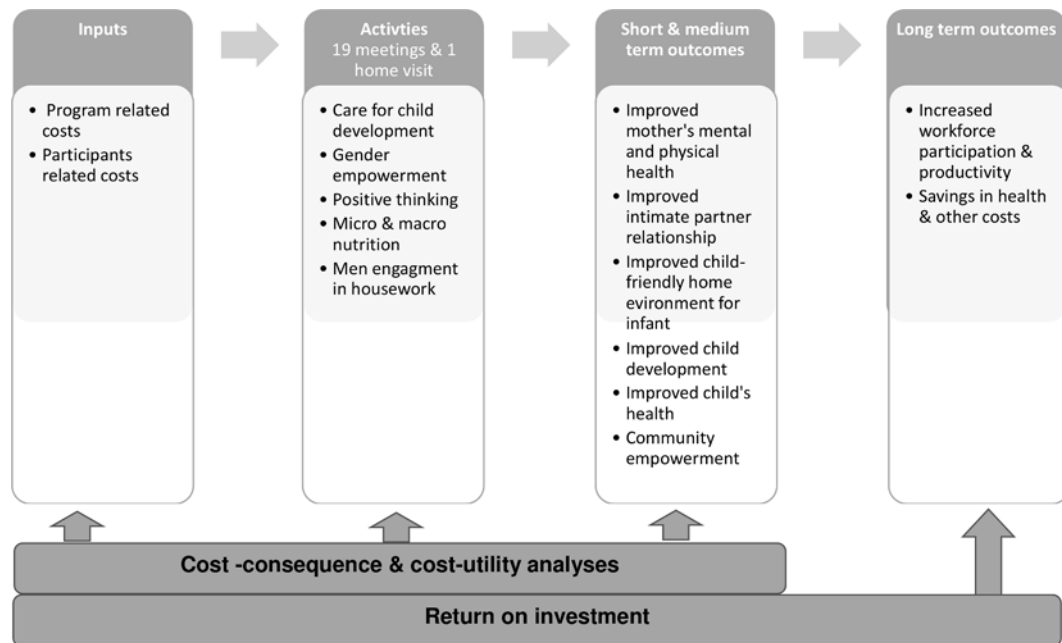 Inputs
• Program related
costs
• Participants
related costs
Activties
19 meetings & 1
home visit
• Care for child
development
• Gender
empowerment
• Positive thinking
• Micro & macro
nutrition
• Men engagment
in housework
Short & medium
term outcomes
• Improved
mother's mental
and physical
health
• Improved
intimate partner
relationship
• Improved child-
friendly home
evironment for
infant
• Improved child
development
• Improved child's
health
• Community
empowerment
Long term outcomes
• Increased
workforce
participation &
productivity
• Savings in health
& other costs
Cost -consequence & cost-utility analyses
Return on investment